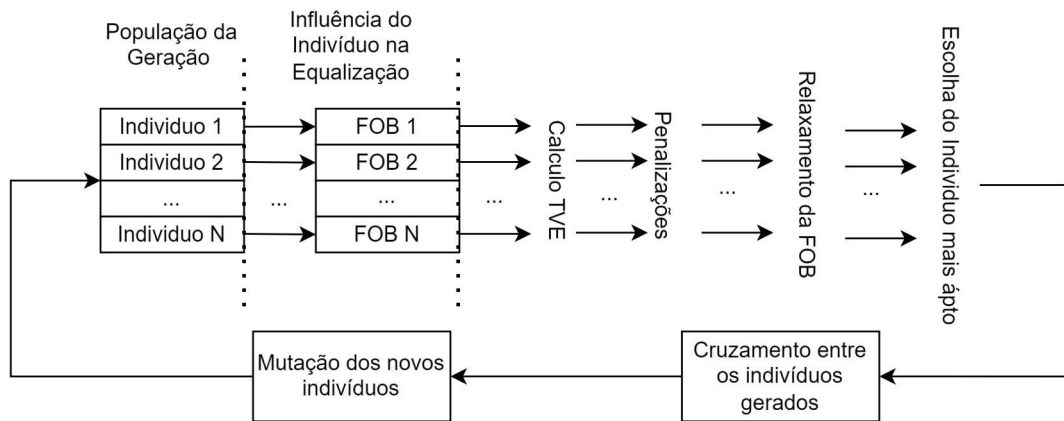 População da
Geração
Influência do
Indivíduo na
Equalização
Individuo 1
Individuo 2
...
Individuo N
...
FOB 1
FOB 2
...
FOB N
...
Calculo TVE
...
Penalizações
...
Relaxamento da FOB
...
Escolha do Individuo mais ápto
Cruzamento entre
os indivíduos
gerados
Mutação dos novos
indivíduos